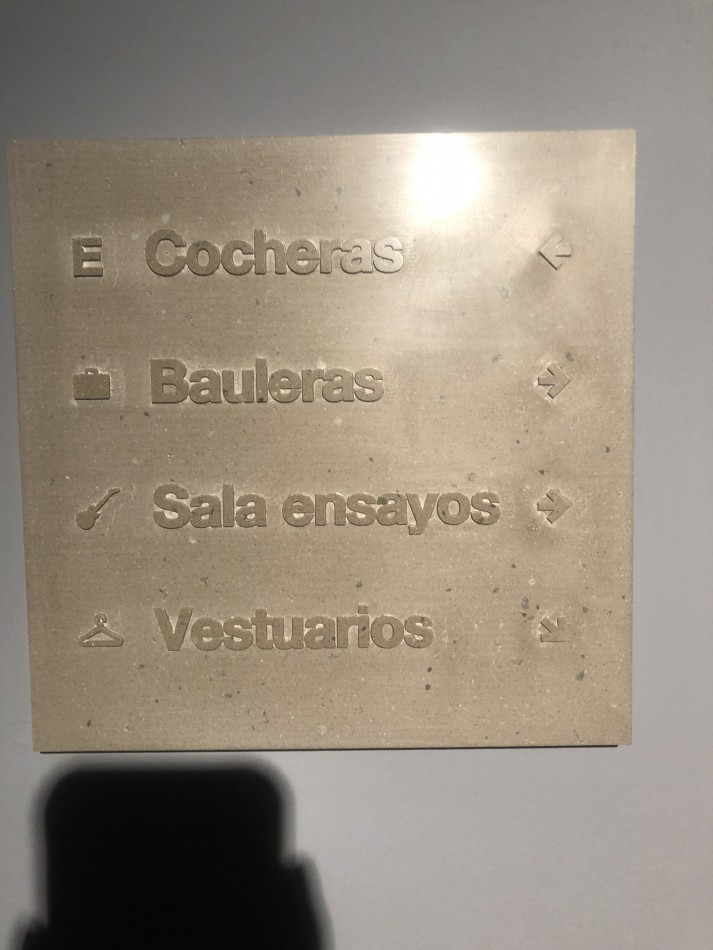 E Cocheras
Bauleras
Sala ensayos
Vestuarios